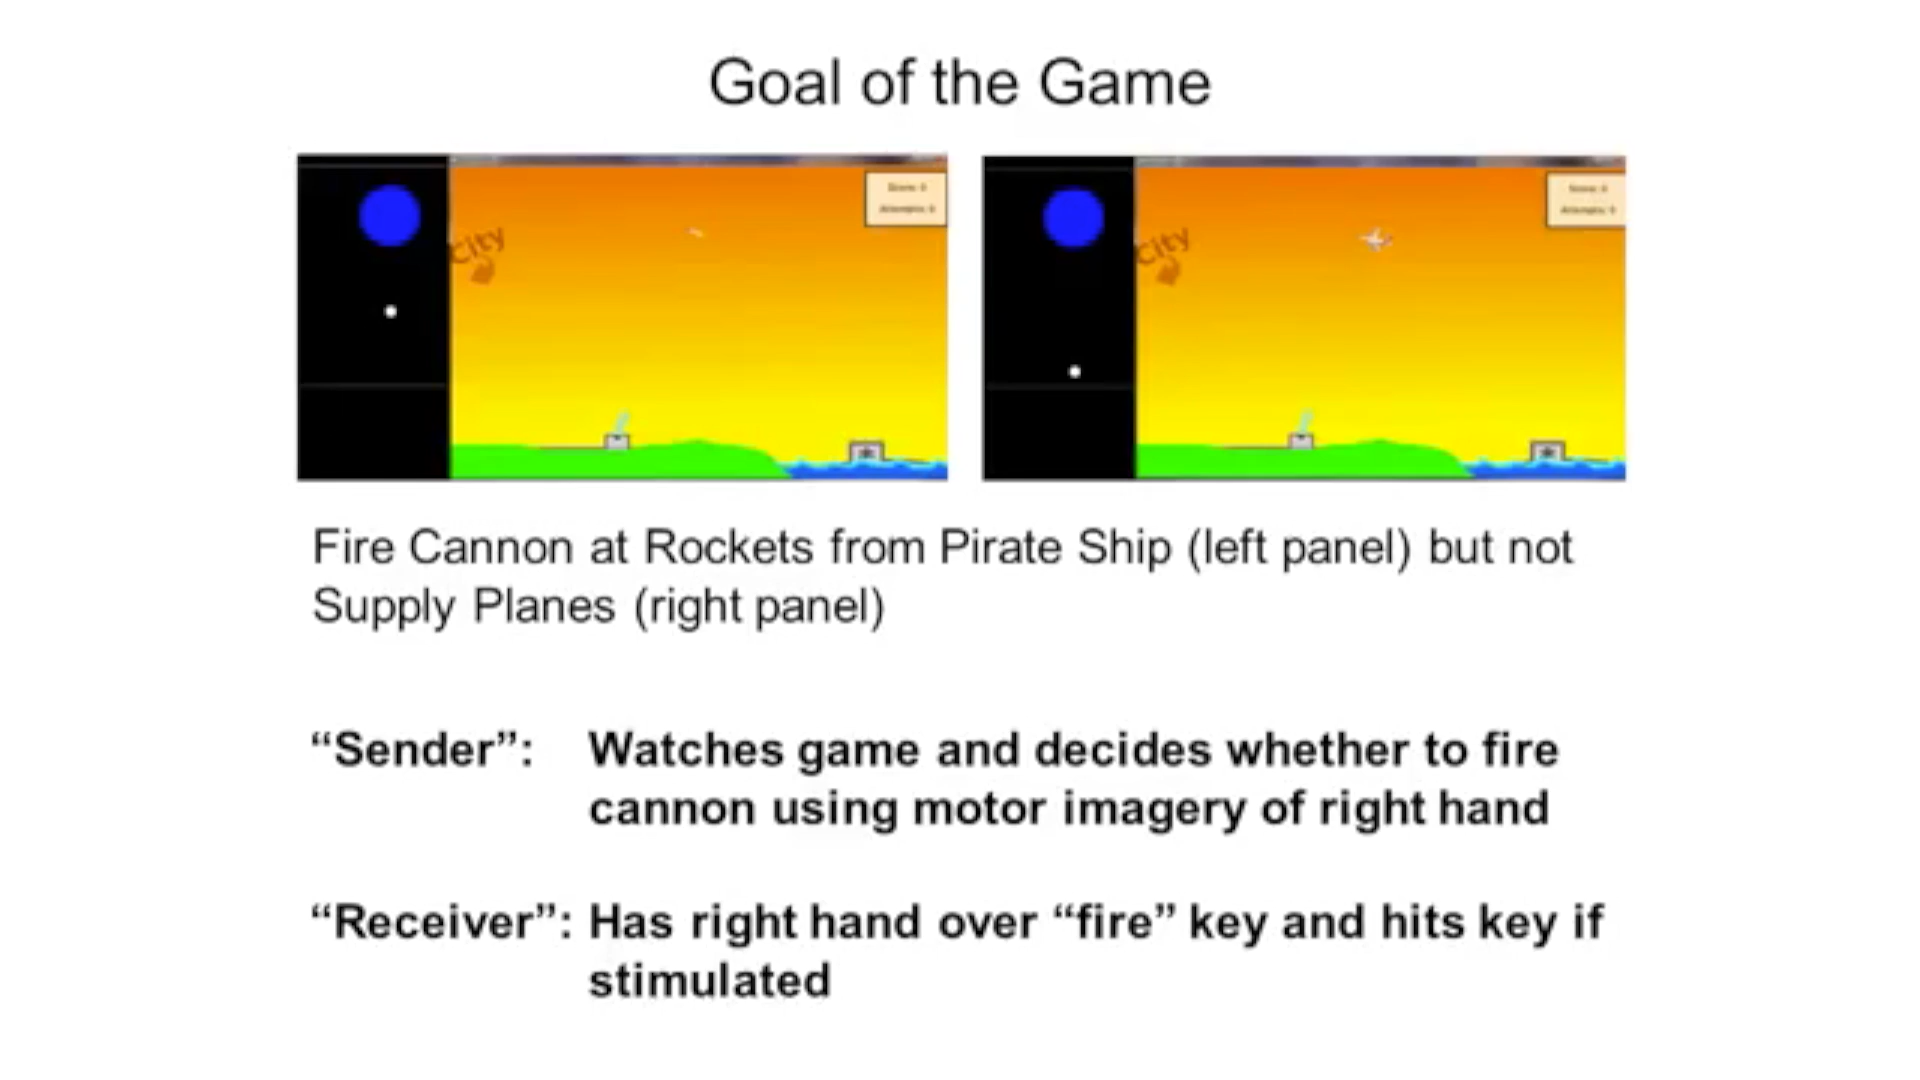 Goal of the Game
City
City
Fire Cannon at Rockets from Pirate Ship (left panel) but not
Supply Planes (right panel)
“Sender”: Watches game and decides whether to fire
cannon using motor imagery of right hand
“Receiver”: Has right hand over “fire” key and hits key if
stimulated